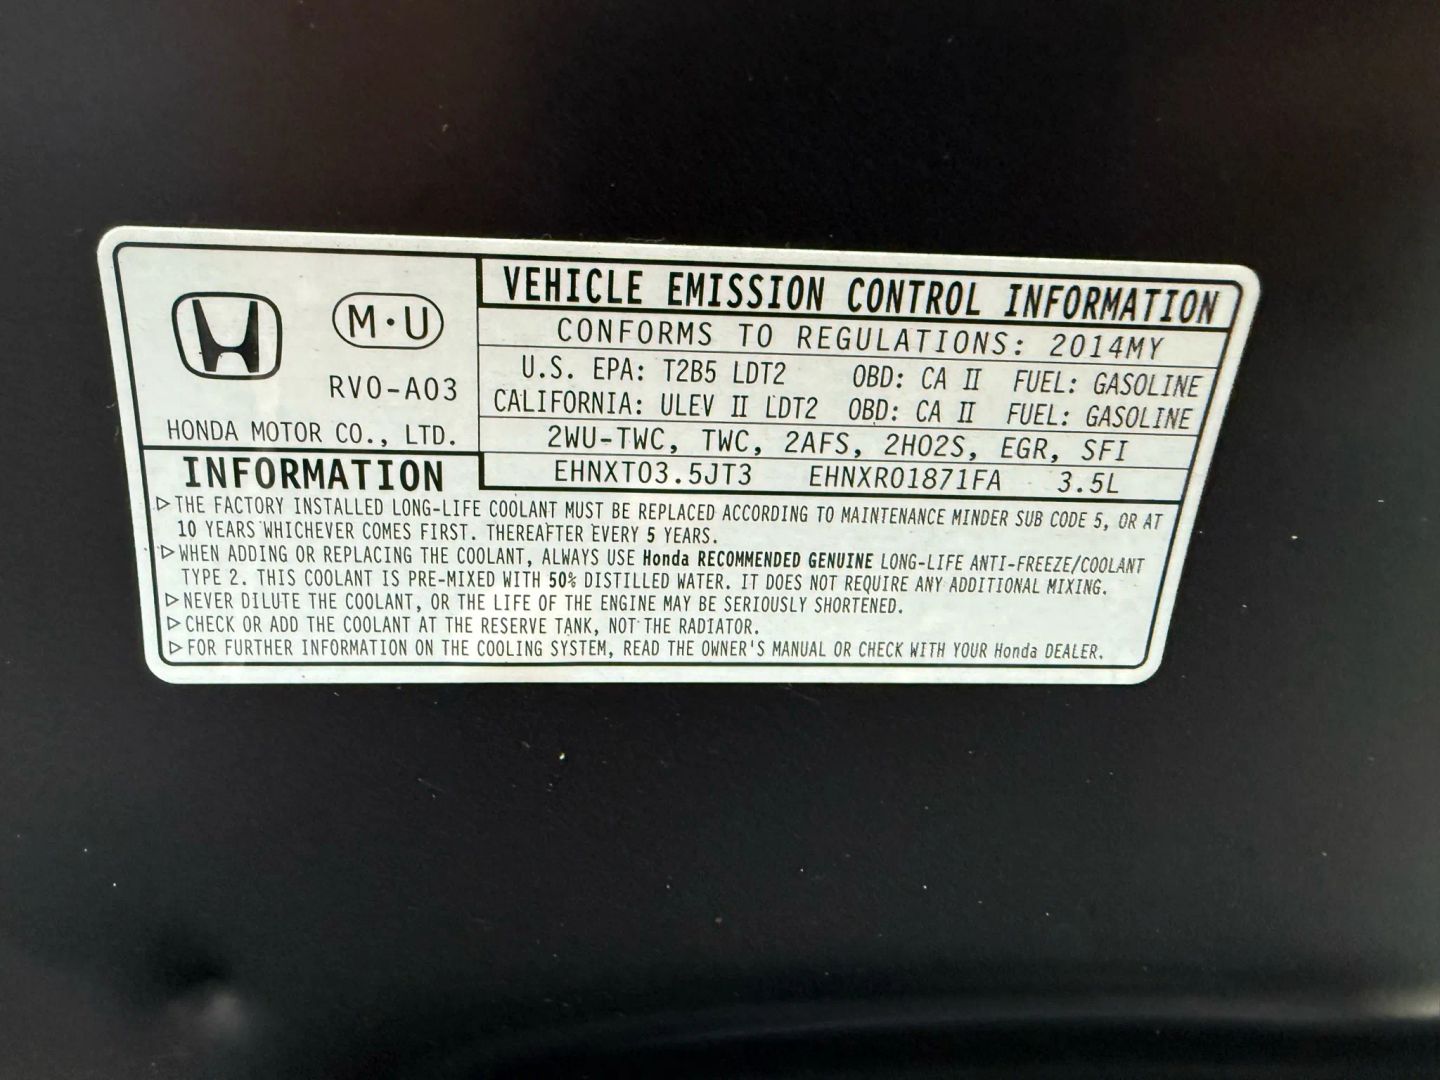 M·U
RV0-A03
HONDA MOTOR CO., LTD.
VEHICLE EMISSION CONTROL INFORMATION
CONFORMS TO REGULATIONS: 2014MY
U.S. EPA: T2B5 LDT2 OBD: CA II FUEL: GASOLINE
CALIFORNIA: ULEV II LDT2 OBD: CA II FUEL: GASOLINE
2WU-TWC, TWC, 2AFS, 2HO2S, EGR, SFI
EHNXT03.5JT3 EHNXR01871FA 3.5L
INFORMATION
▷THE FACTORY INSTALLED LONG-LIFE COOLANT MUST BE REPLACED ACCORDING TO MAINTENANCE MINDER SUB CODE 5, OR AT
10 YEARS WHICHEVER COMES FIRST. THEREAFTER EVERY 5 YEARS.
▷WHEN ADDING OR REPLACING THE COOLANT, ALWAYS USE Honda RECOMMENDED GENUINE LONG-LIFE ANTI-FREEZE/COOLANT
TYPE 2. THIS COOLANT IS PRE-MIXED WITH 50% DISTILLED WATER. IT DOES NOT REQUIRE ANY ADDITIONAL MIXING.
▷NEVER DILUTE THE COOLANT, OR THE LIFE OF THE ENGINE MAY BE SERIOUSLY SHORTENED.
▷CHECK OR ADD THE COOLANT AT THE RESERVE TANK, NOT THE RADIATOR.
▷FOR FURTHER INFORMATION ON THE COOLING SYSTEM, READ THE OWNER'S MANUAL OR CHECK WITH YOUR Honda DEALER.